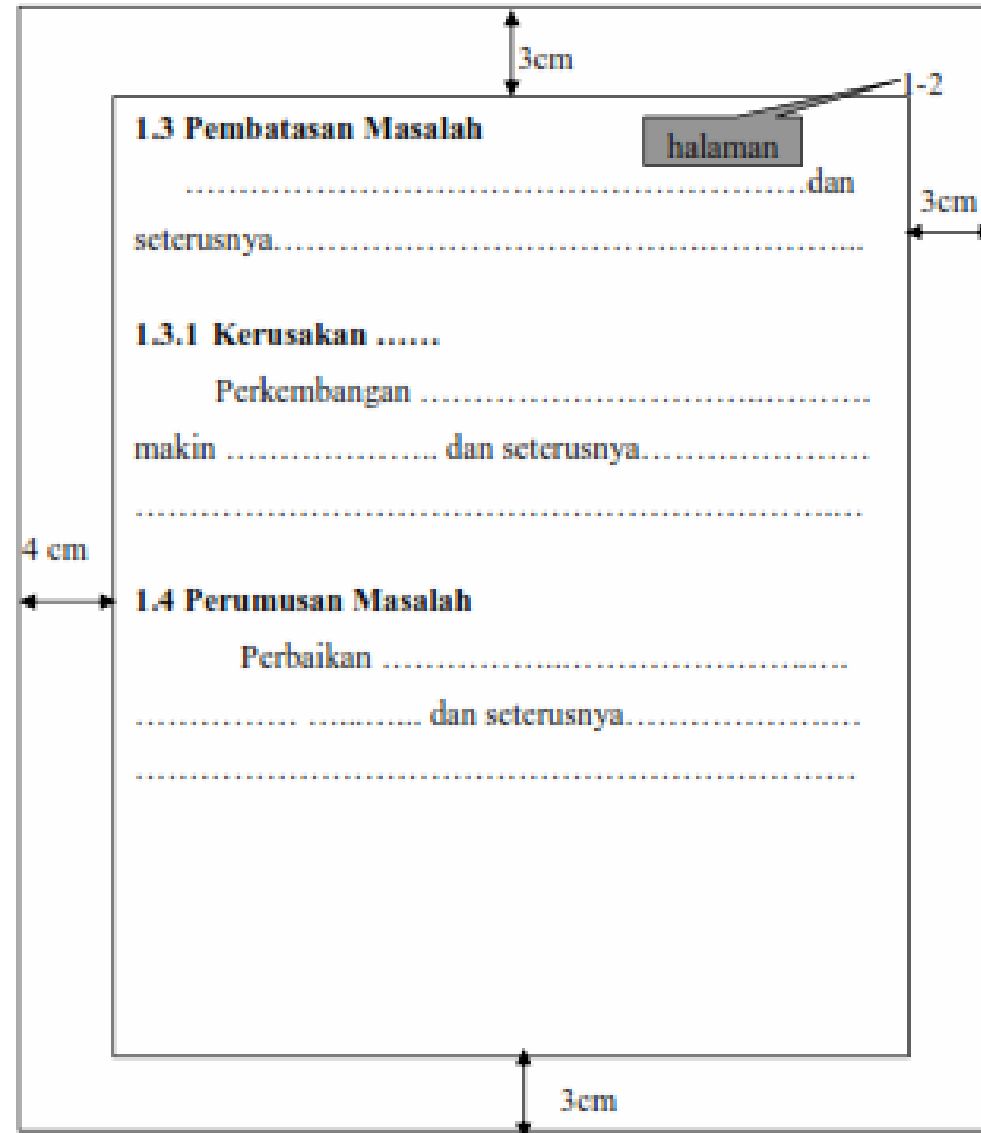 3cm
1-2
1.3 Pembatasan Masalah
halaman
……………………………………………………dan
3cm
seterusnya…………………………………………………..
1.3.1 Kerusakan ……
Perkembangan ……………………………..………..
makin ……………….. dan seterusnya………………….
…………………………………………………………..…
4 cm
1.4 Perumusan Masalah
Perbaikan ……………..…………………..….
…………… …..…….. dan seterusnya………………..…
……………………………………………………………
3cm